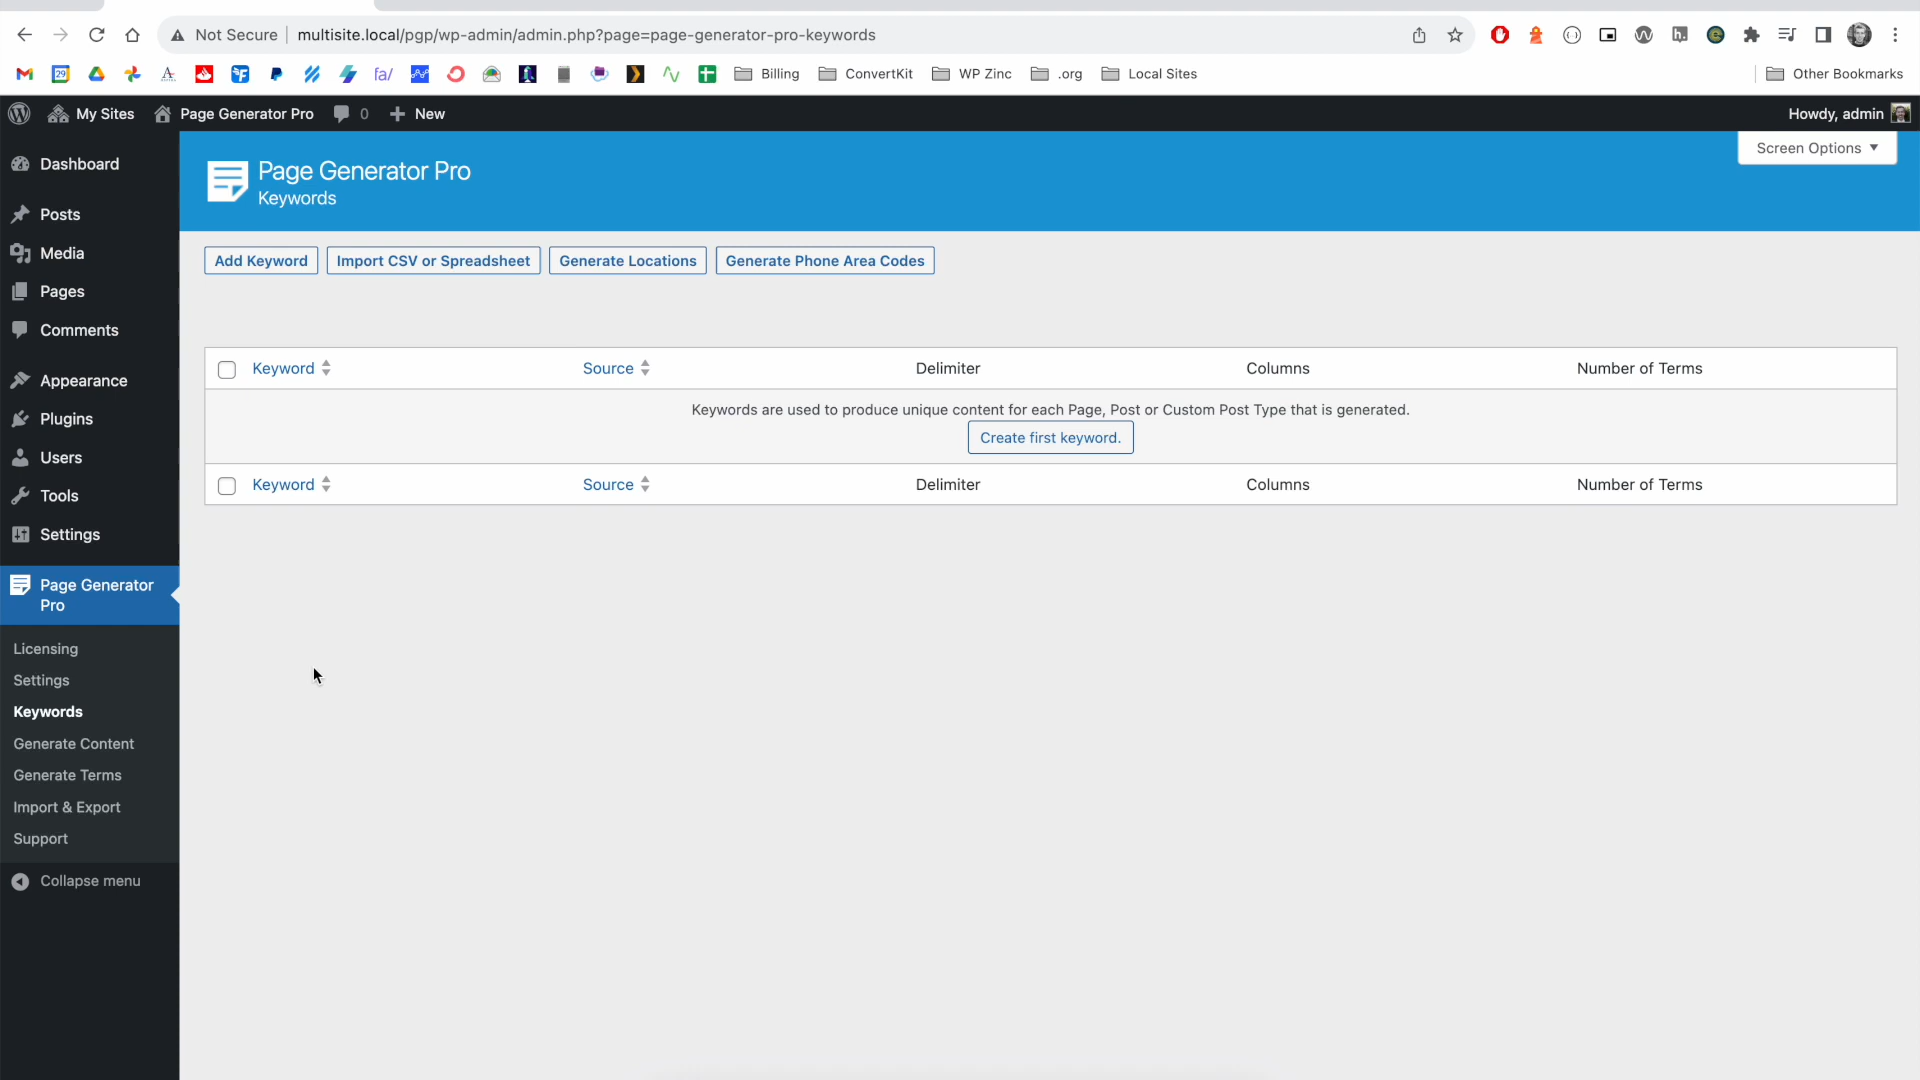 Not Secure multisite.local/pgp/wp-admin/admin.php?page=page-generator-pro-keywords
Billing ConvertKit WP Zinc .org Local Sites Other Bookmarks
My Sites Page Generator Pro 0 New Howdy, admin
Screen Options
Page Generator Pro
Keywords
Dashboard
Posts
Media
Pages
Comments
Appearance
Plugins
Users
Tools
Settings
Page Generator
Pro
Licensing
Settings
Keywords
Generate Content
Generate Terms
Import & Export
Support
Collapse menu
Add Keyword Import CSV or Spreadsheet Generate Locations Generate Phone Area Codes
Keyword Source Delimiter Columns Number of Terms
Keywords are used to produce unique content for each Page, Post or Custom Post Type that is generated.
Create first keyword.
Keyword Source Delimiter Columns Number of Terms